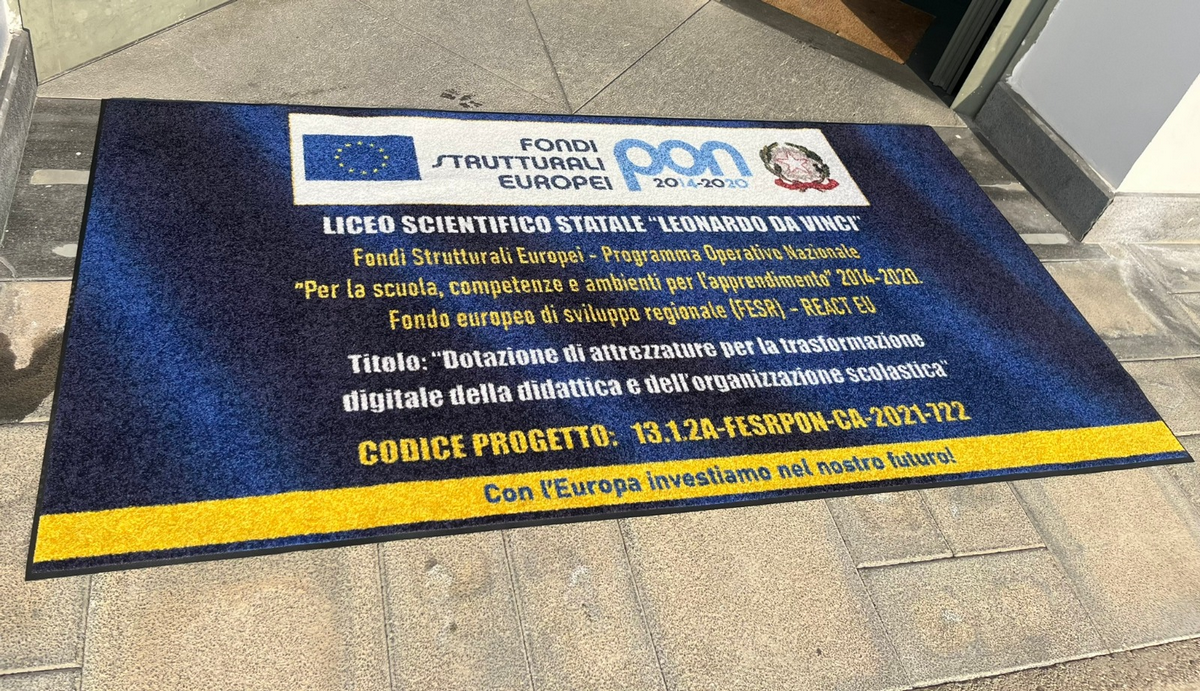 FONDI
STRUTTURALI
EUROPEI
pon
2014-2020
LICEO SCIENTIFICO STATALE "LEONARDO DA VINCI"
Fondi Strutturali Europei - Programma Operativo Nazionale
"Per la scuola, competenze e ambienti per l'apprendimento" 2014-2020.
Fondo europeo di sviluppo regionale (FESR) - REACT EU
Titolo: "Dotazione di attrezzature per la trasformazione
digitale della didattica e dell'organizzazione scolastica"
CODICE PROGETTO: 13.1.2A-FESRPON-CA-2021-722
Con l'Europa investiamo nel nostro futuro!